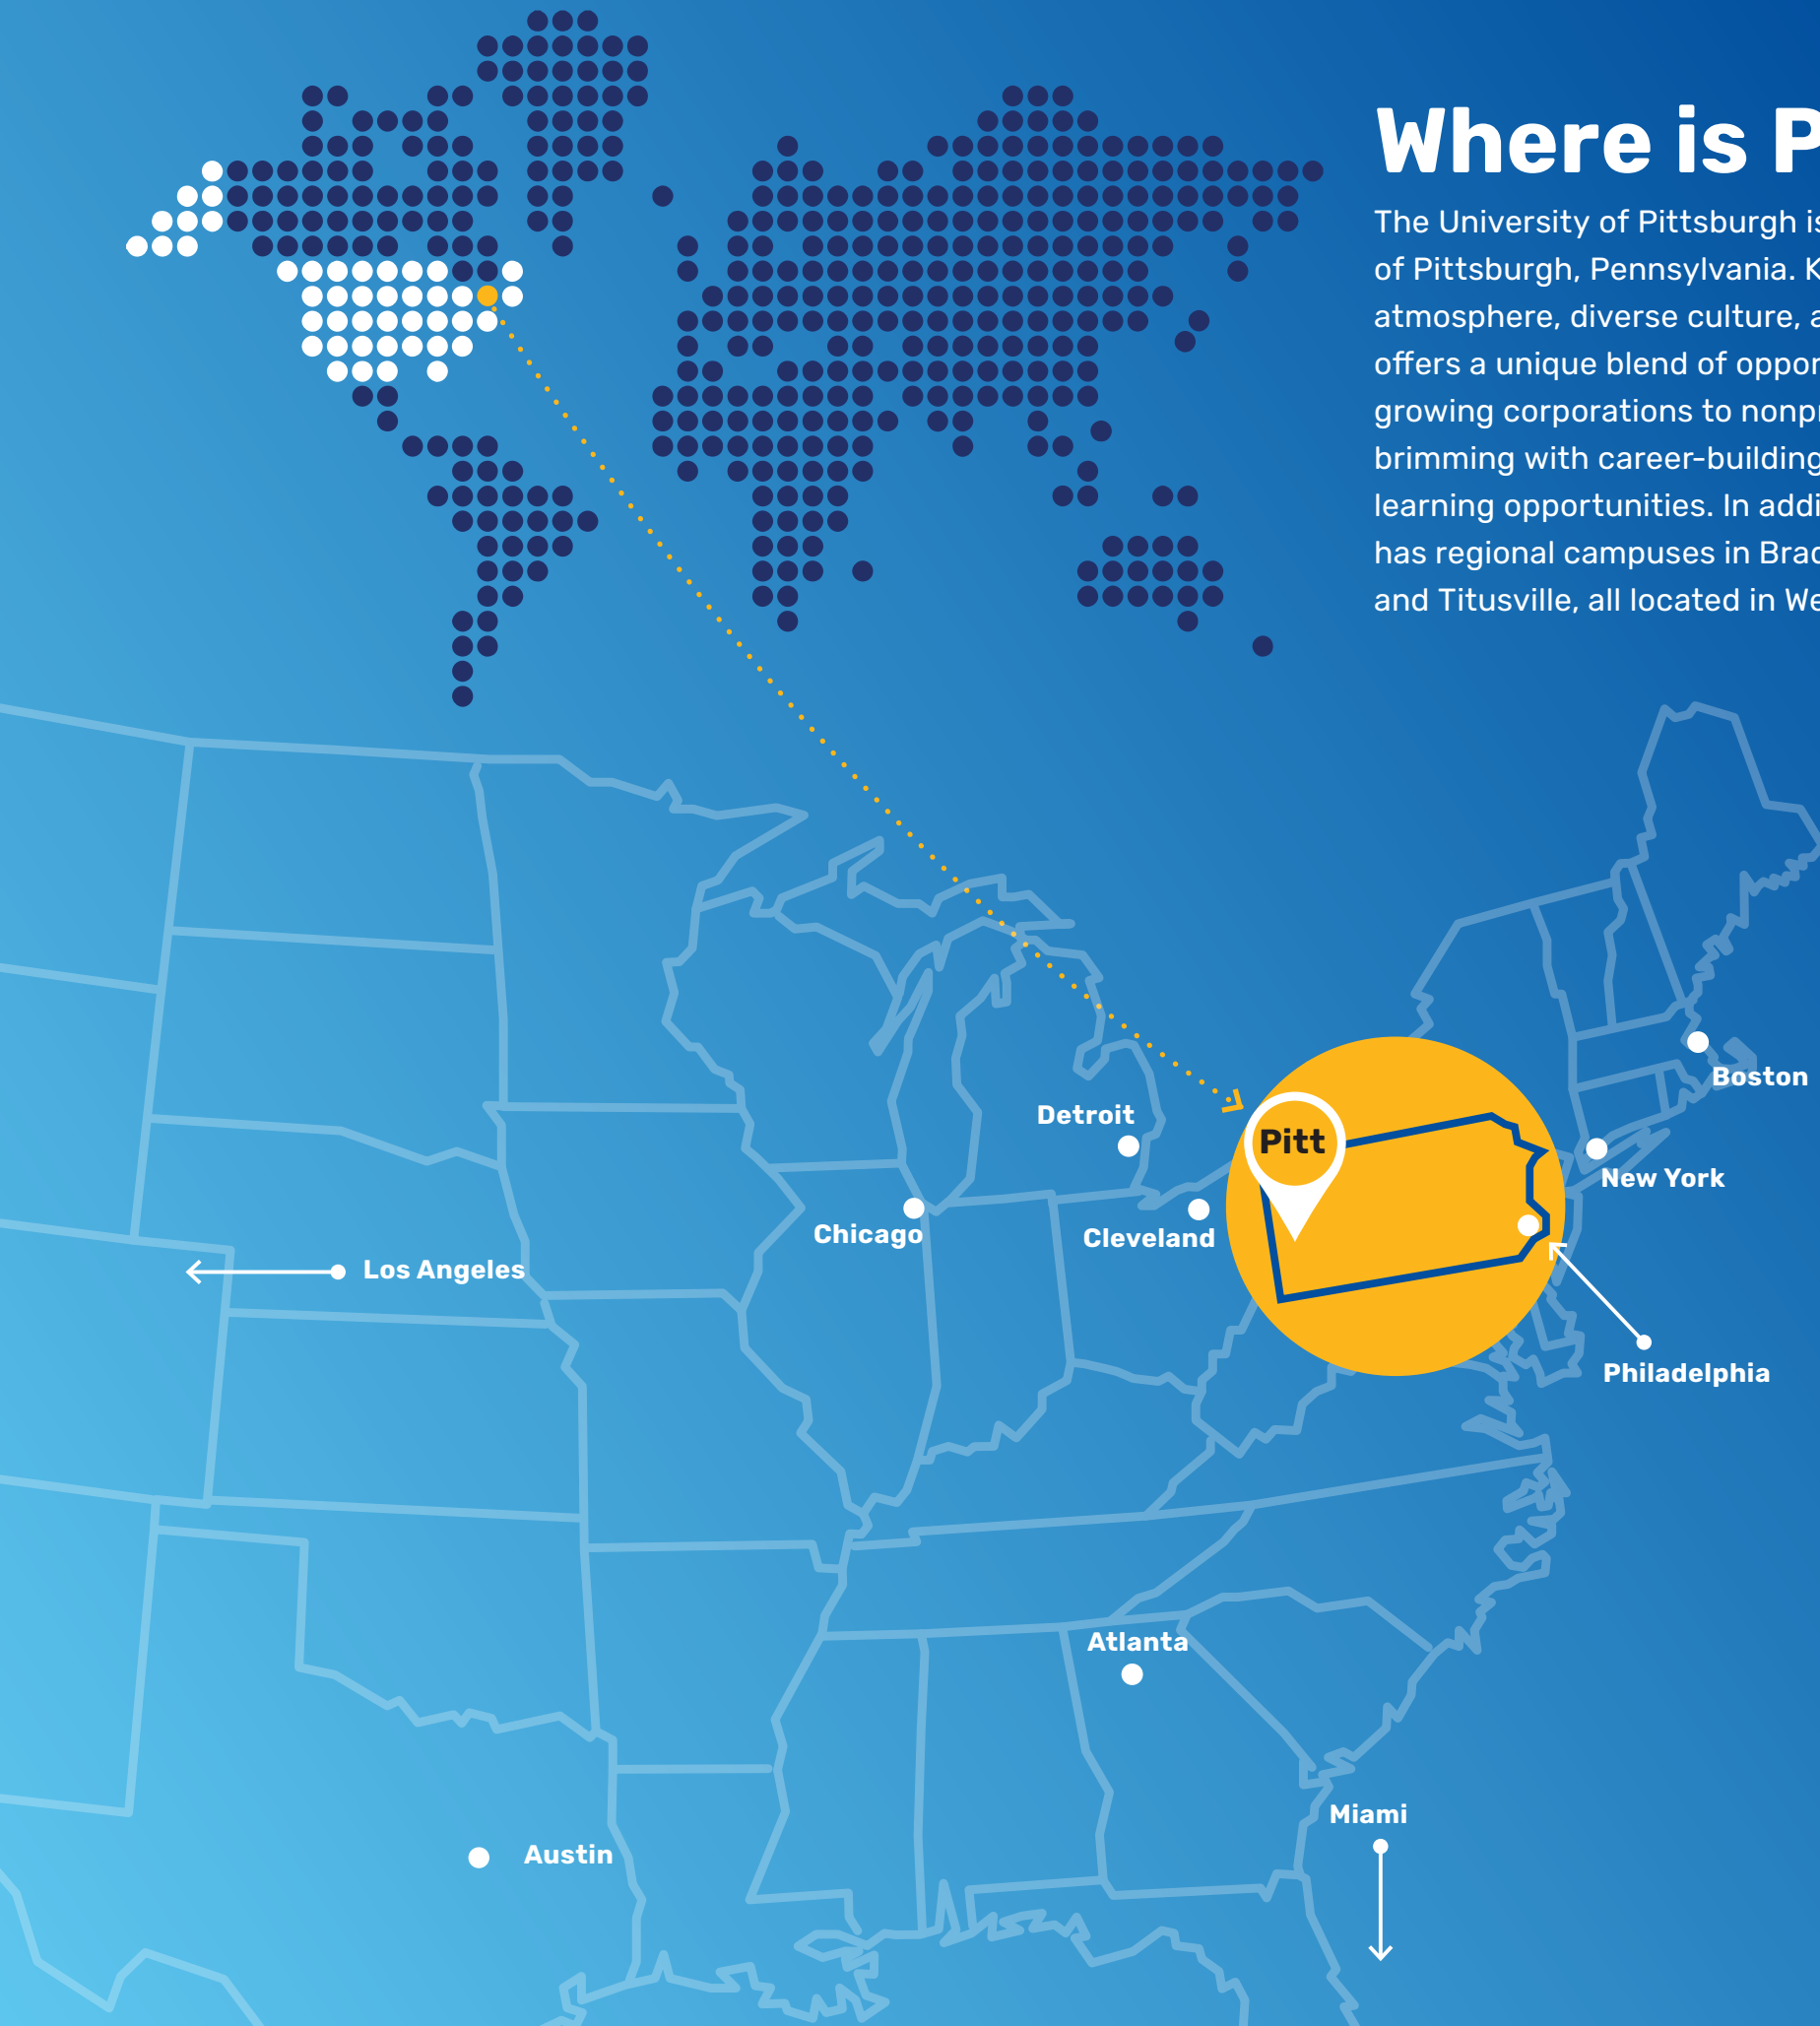 Where is P
The University of Pittsburgh is
of Pittsburgh, Pennsylvania. K
atmosphere, diverse culture, a
offers a unique blend of oppor
growing corporations to nonpr
brimming with career-building
learning opportunities. In addi
has regional campuses in Brad
and Titusville, all located in We
Boston
Detroit
Pitt
New York
Chicago
Cleveland
Los Angeles
Philadelphia
Atlanta
Miami
Austin